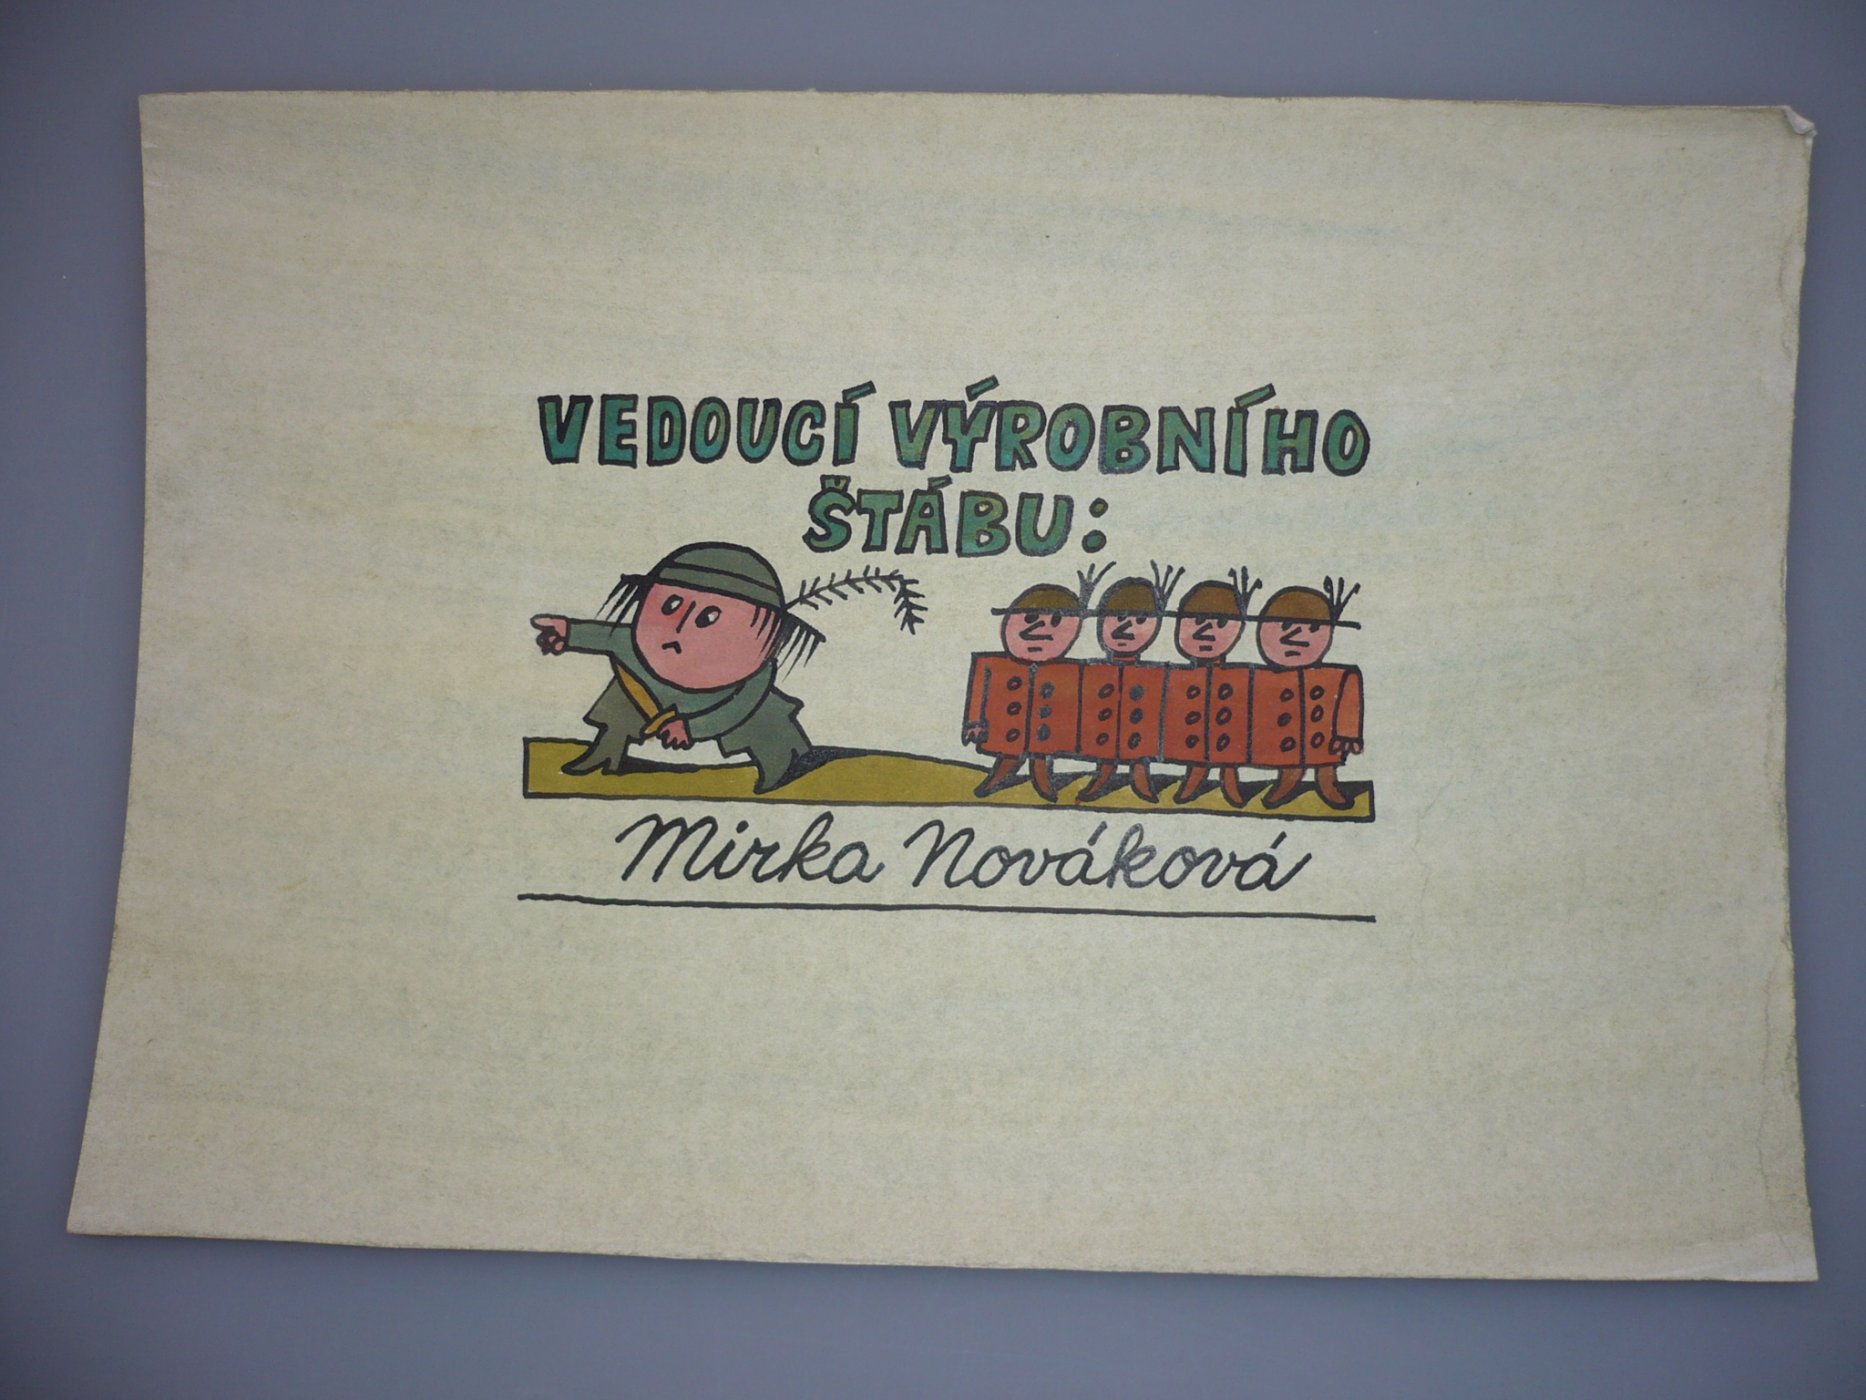 VEDOUCÍ VÝROBNÍHO
ŠTÁBU:
Mirka Nováková